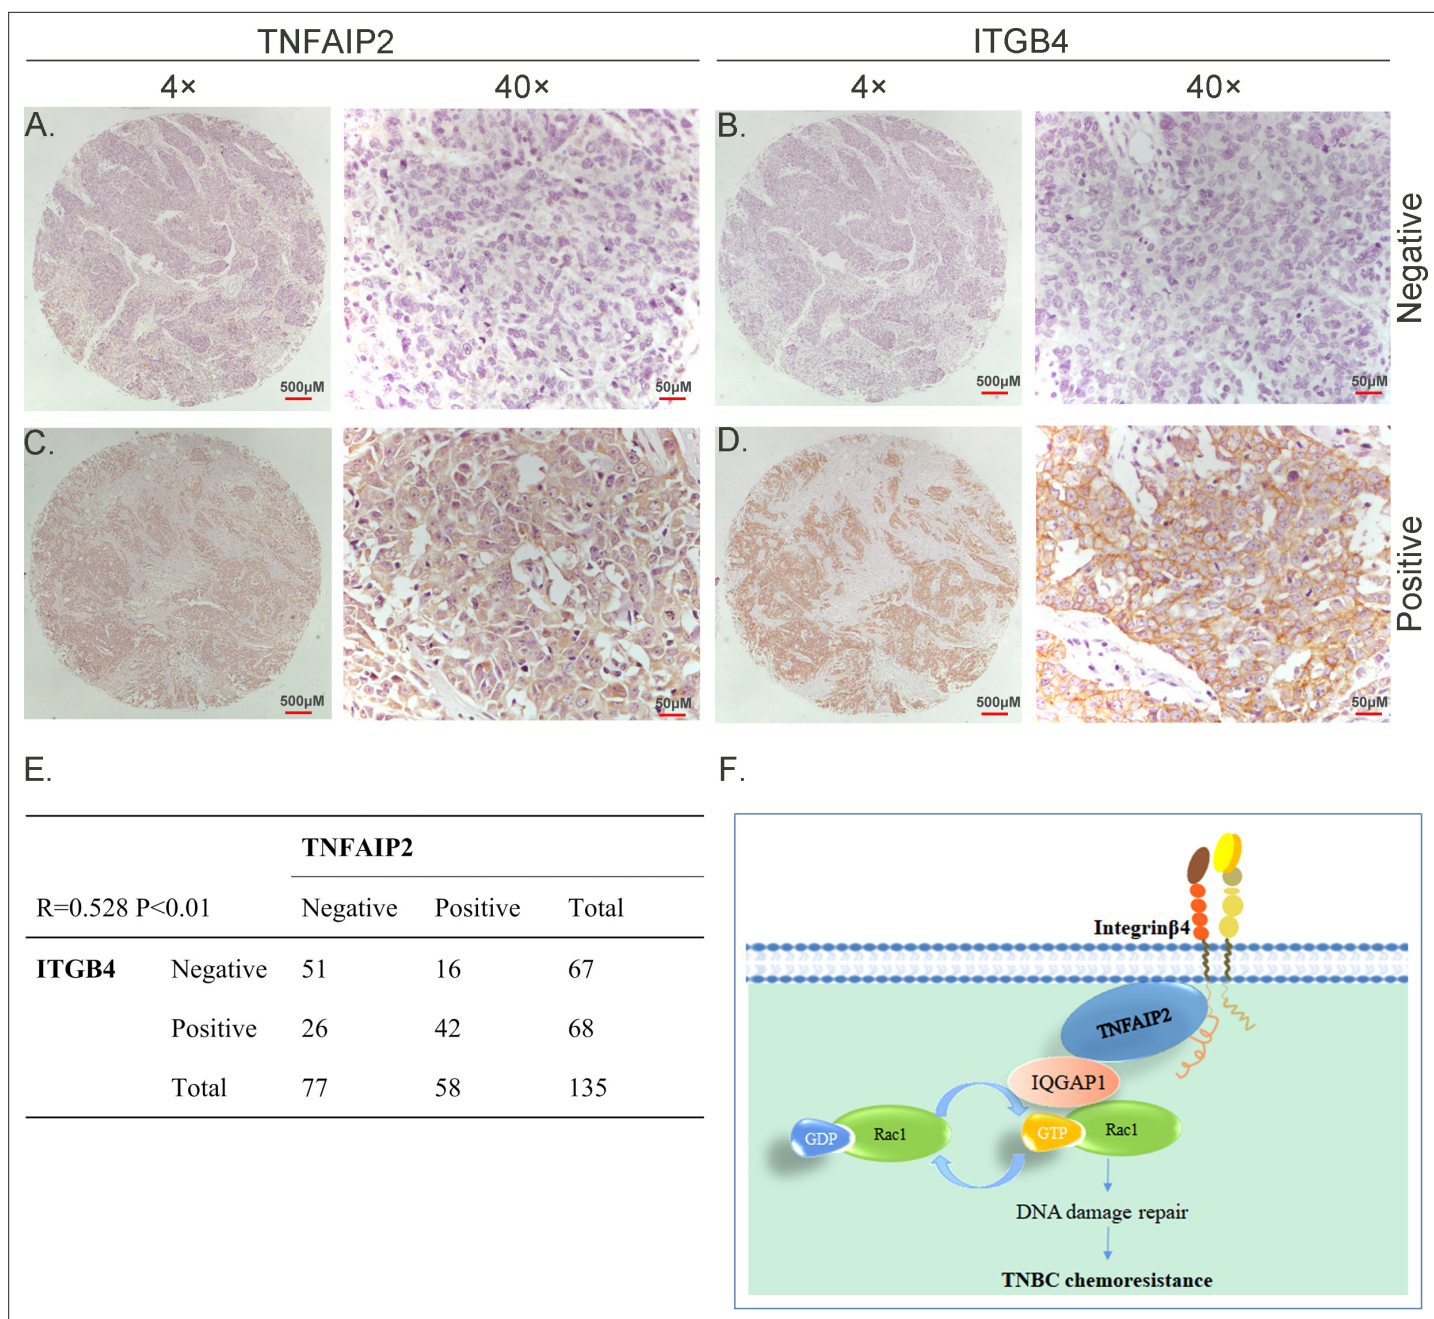 TNFAIP2 ITGB4
4× 40× 4× 40×
A. B.
Negative
500μM 50μM 500μM 50μM
C. D.
Positive
500μM 50μM 500μM 50μM
E. F.
TNFAIP2
R=0.528 P<0.01 Negative Positive Total
ITGB4 Negative 51 16 67
Positive 26 42 68
Total 77 58 135
Integrinβ4
TNFAIP2
IQGAP1
GDP Rac1 GTP Rac1
DNA damage repair
TNBC chemoresistance